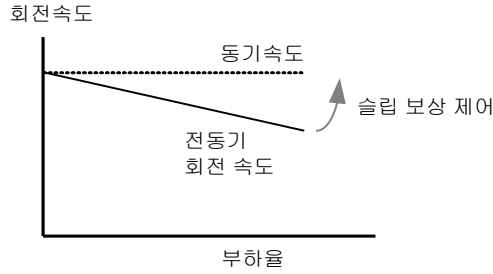 회전속도
동기속도
슬립 보상 제어
전동기
회전 속도
부하율